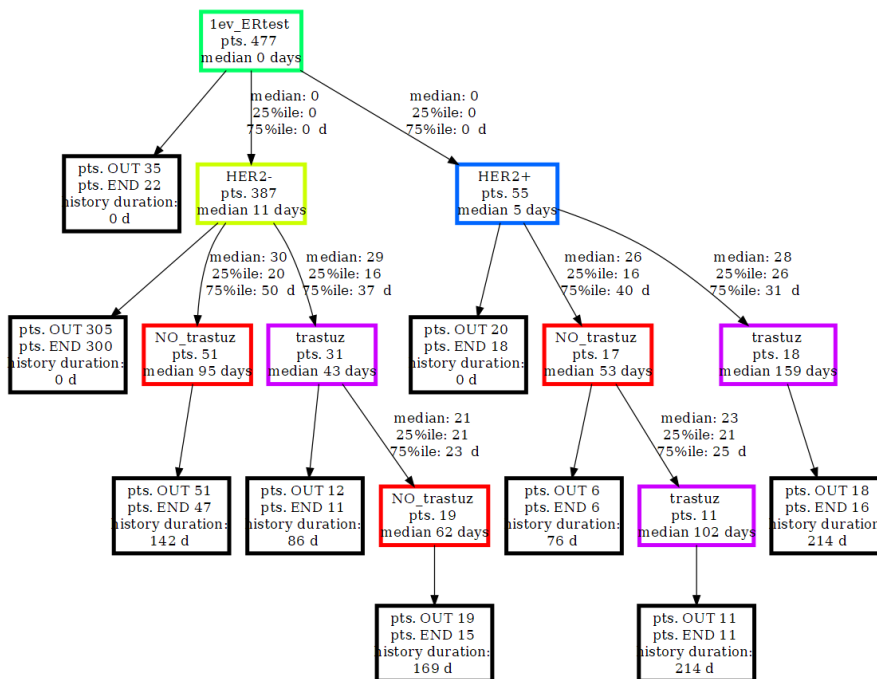 1ev_ERtest
pts. 477
median 0 days
median: 0
25%ile: 0
75%ile: 0  d
median: 0
25%ile: 0
75%ile: 0  d
pts. OUT 35
pts. END 22
history duration:
0 d
HER2-
pts. 387
median 11 days
HER2+
pts. 55
median 5 days
median: 30
25%ile: 20
75%ile: 50  d
median: 29
25%ile: 16
75%ile: 37  d
median: 26
25%ile: 16
75%ile: 40  d
median: 28
25%ile: 26
75%ile: 31  d
pts. OUT 305
pts. END 300
history duration:
0 d
NO_trastuz
pts. 51
median 95 days
trastuz
pts. 31
median 43 days
pts. OUT 20
pts. END 18
history duration:
0 d
NO_trastuz
pts. 17
median 53 days
trastuz
pts. 18
median 159 days
median: 21
25%ile: 21
75%ile: 23  d
median: 23
25%ile: 21
75%ile: 25  d
pts. OUT 51
pts. END 47
history duration:
142 d
pts. OUT 12
pts. END 11
history duration:
86 d
NO_trastuz
pts. 19
median 62 days
pts. OUT 6
pts. END 6
history duration:
76 d
trastuz
pts. 11
median 102 days
pts. OUT 18
pts. END 16
history duration:
214 d
pts. OUT 19
pts. END 15
history duration:
169 d
pts. OUT 11
pts. END 11
history duration:
214 d